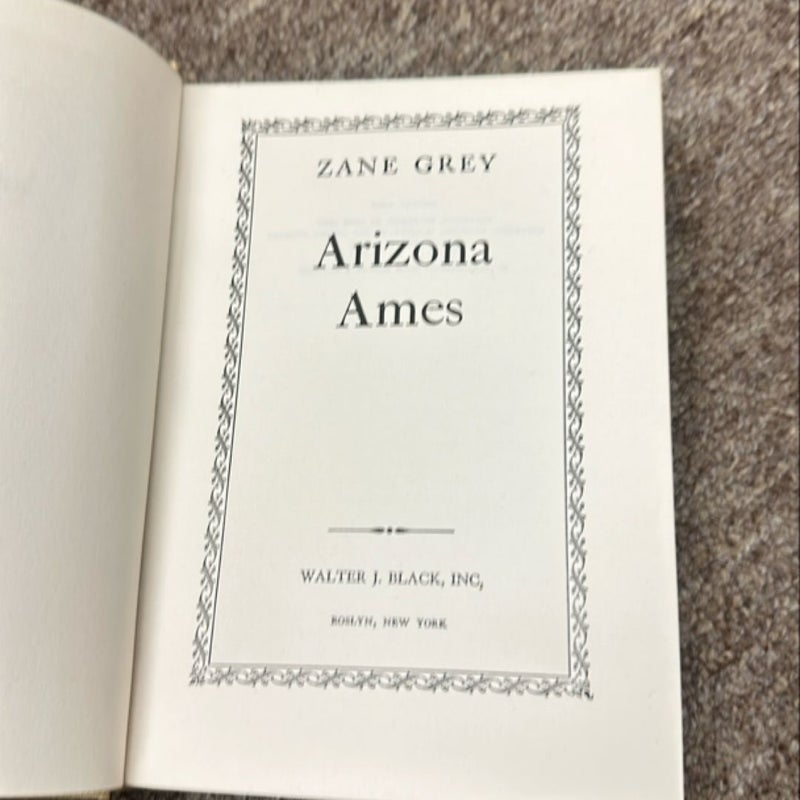 ZANE GREY
Arizona
Ames
WALTER J. BLACK, INC,
ROSLYN, NEW YORK